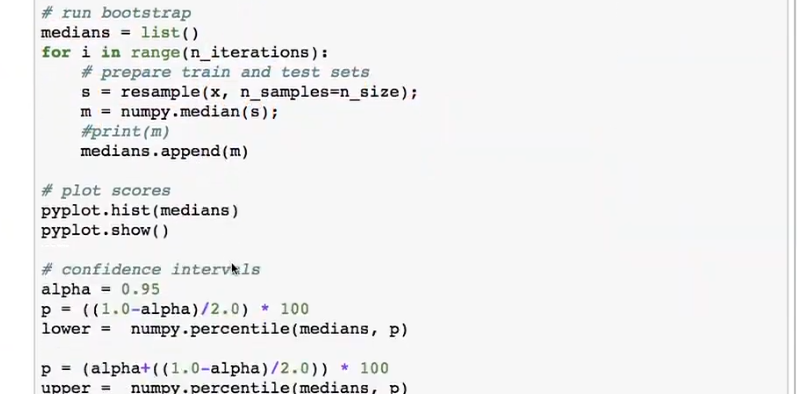 # run bootstrap
medians = list()
for i in range(n_iterations):
    # prepare train and test sets
    s = resample(x, n_samples=n_size);
    m = numpy.median(s);
    #print(m)
    medians.append(m)
# plot scores
pyplot.hist(medians)
pyplot.show()
# confidence intervals
alpha = 0.95
p = ((1.0-alpha)/2.0) * 100
lower =  numpy.percentile(medians, p)
p = (alpha+((1.0-alpha)/2.0)) * 100
upper =  numpy.percentile(medians, p)